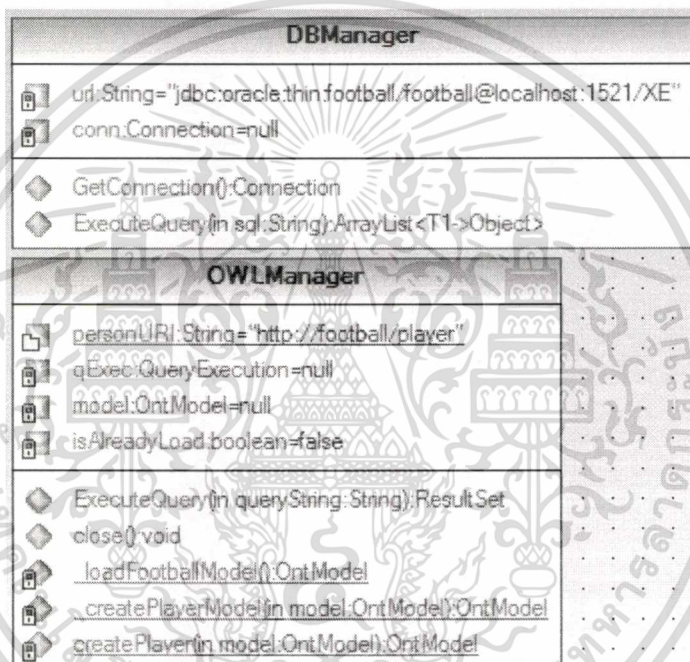 DBManager
url:String="jdbc:oracle:thin:football/football@localhost:1521/XE"
conn:Connection=null
GetConnection():Connection
ExecuteQuery(in sql:String):ArrayList<T1->Object>
OWLManager
personURI:String="http://football/player"
qExec:QueryExecution=null
model:OntModel=null
isAlreadyLoad:boolean=false
ExecuteQuery(in queryString:String):ResultSet
close():void
_loadFootballModel():OntModel
_createPlayerModel(in model:OntModel):OntModel
createPlayer(in model:OntModel):OntModel